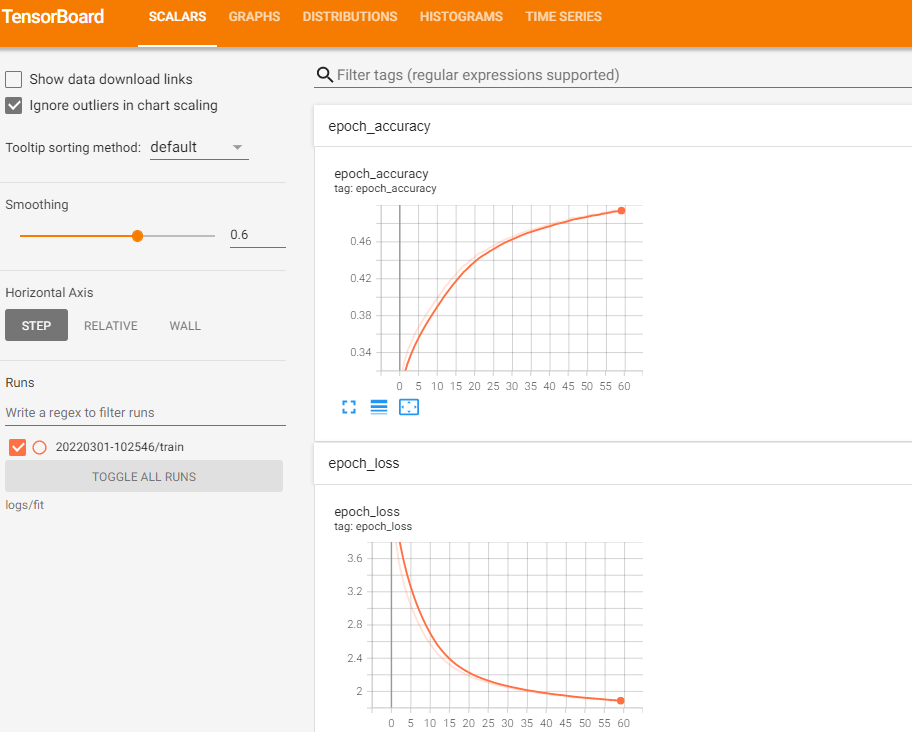 TensorBoard SCALARS GRAPHS DISTRIBUTIONS HISTOGRAMS TIME SERIES
Show data download links
Ignore outliers in chart scaling
Tooltip sorting method: default
Smoothing
0.6
Horizontal Axis
STEP RELATIVE WALL
Runs
Write a regex to filter runs
20220301-102546/train
TOGGLE ALL RUNS
logs/fit
Filter tags (regular expressions supported)
epoch_accuracy
epoch_accuracy
tag: epoch_accuracy
0.46
0.42
0.38
0.34
0 5 10 15 20 25 30 35 40 45 50 55 60
epoch_loss
epoch_loss
tag: epoch_loss
3.6
3.2
2.8
2.4
2
0 5 10 15 20 25 30 35 40 45 50 55 60